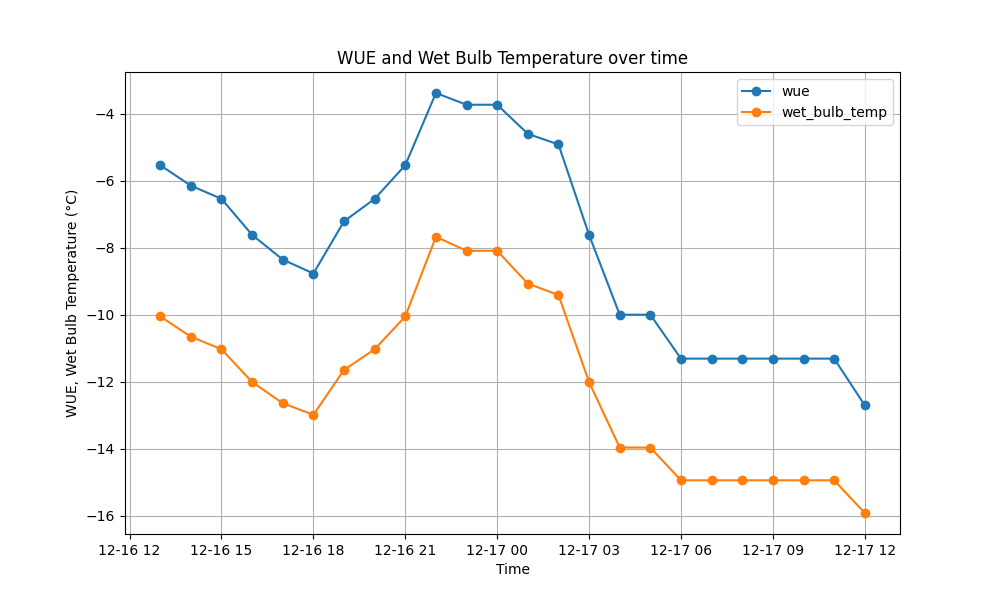 WUE and Wet Bulb Temperature over time
wue
wet_bulb_temp
WUE, Wet Bulb Temperature (°C)
−4
−6
−8
−10
−12
−14
−16
12-16 12 12-16 15 12-16 18 12-16 21 12-17 00 12-17 03 12-17 06 12-17 09 12-17 12
Time